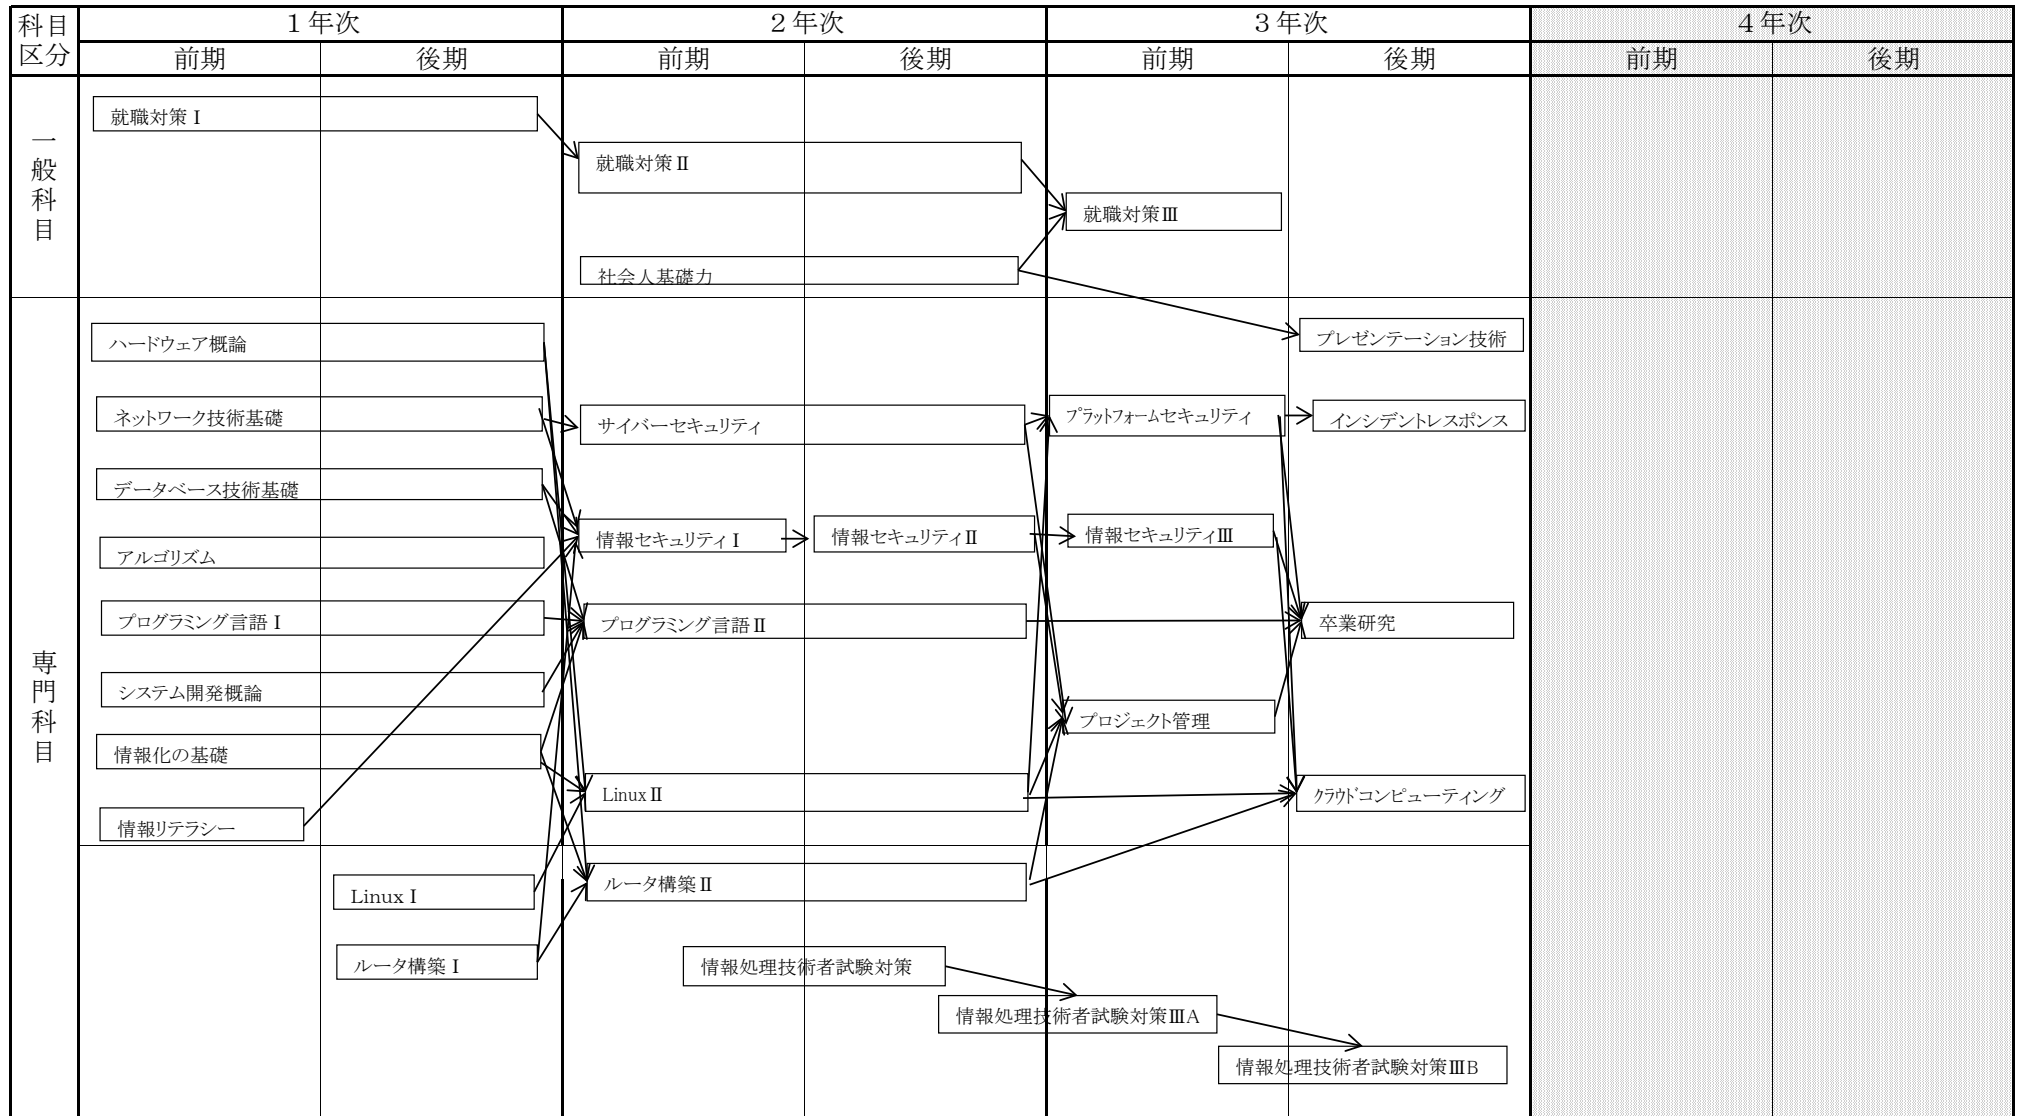 科目
区分
１年次
２年次
３年次
４年次
前期
後期
前期
後期
前期
後期
前期
後期
一般科目
就職対策Ⅰ
就職対策Ⅱ
就職対策Ⅲ
社会人基礎力
専門科目
ハードウェア概論
プレゼンテーション技術
ネットワーク技術基礎
サイバーセキュリティ
プラットフォームセキュリティ
インシデントレスポンス
データベース技術基礎
アルゴリズム
情報セキュリティⅠ
情報セキュリティⅡ
情報セキュリティⅢ
プログラミング言語Ⅰ
プログラミング言語Ⅱ
卒業研究
システム開発概論
プロジェクト管理
情報化の基礎
LinuxⅡ
クラウドコンピューティング
情報リテラシー
LinuxⅠ
ルータ構築Ⅱ
ルータ構築Ⅰ
情報処理技術者試験対策
情報処理技術者試験対策ⅢA
情報処理技術者試験対策ⅢB